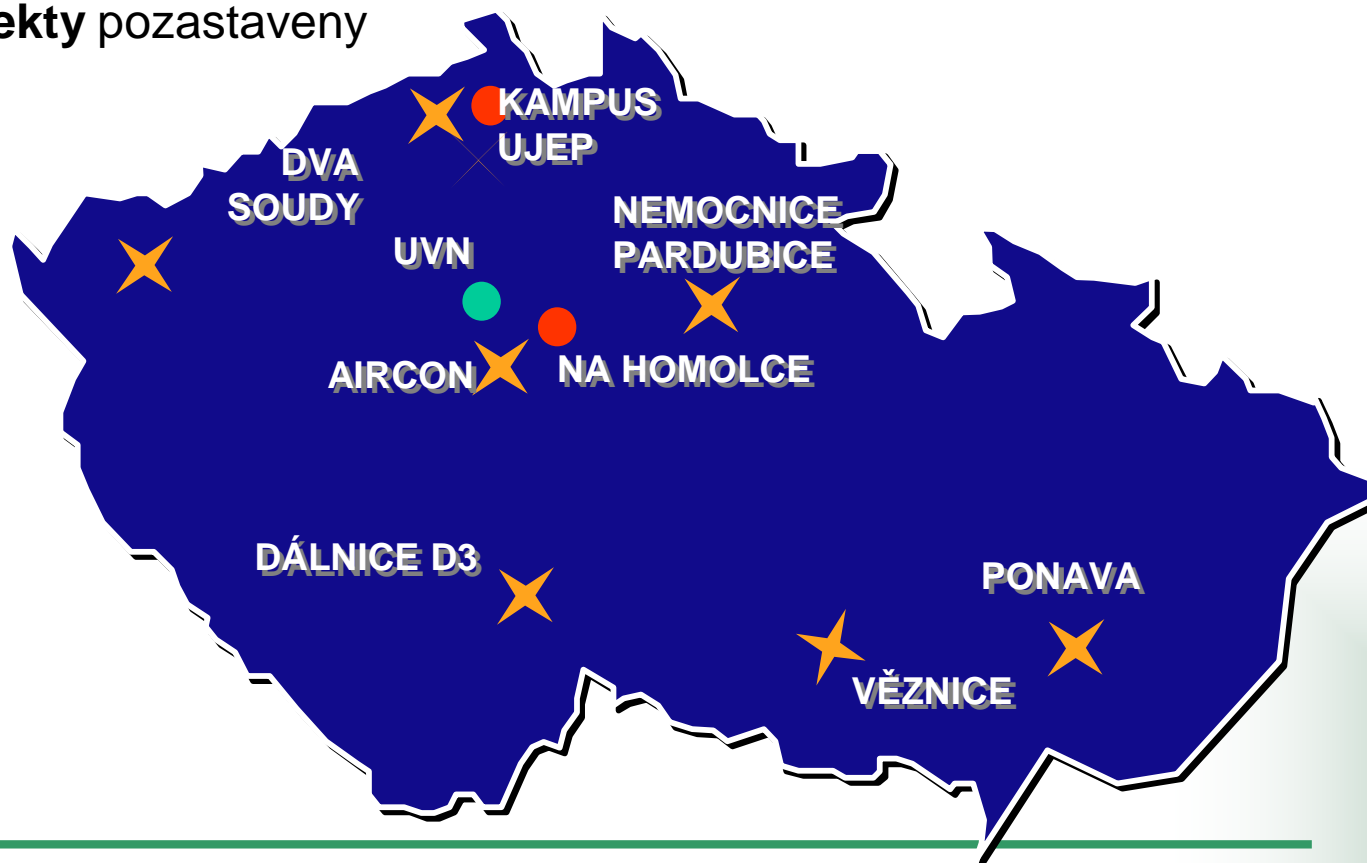 ekty pozastaveny
KAMPUS
UJEP
DVA
SOUDY
NEMOCNICE
PARDUBICE
UVN
AIRCON
NA HOMOLCE
DÁLNICE D3
PONAVA
VĚZNICE